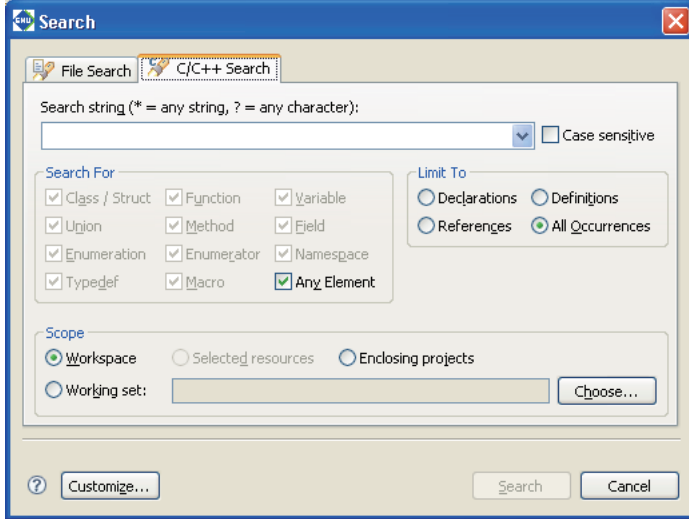 GNU Search
File Search C/C++ Search
Search string (* = any string, ? = any character):
Case sensitive
Search For Limit To
Class / Struct Function Variable Declarations Definitions
Union Method Field References All Occurrences
Enumeration Enumerator Namespace
Typedef Macro Any Element
Scope
Workspace Selected resources Enclosing projects
Working set: Choose...
? Customize... Search Cancel